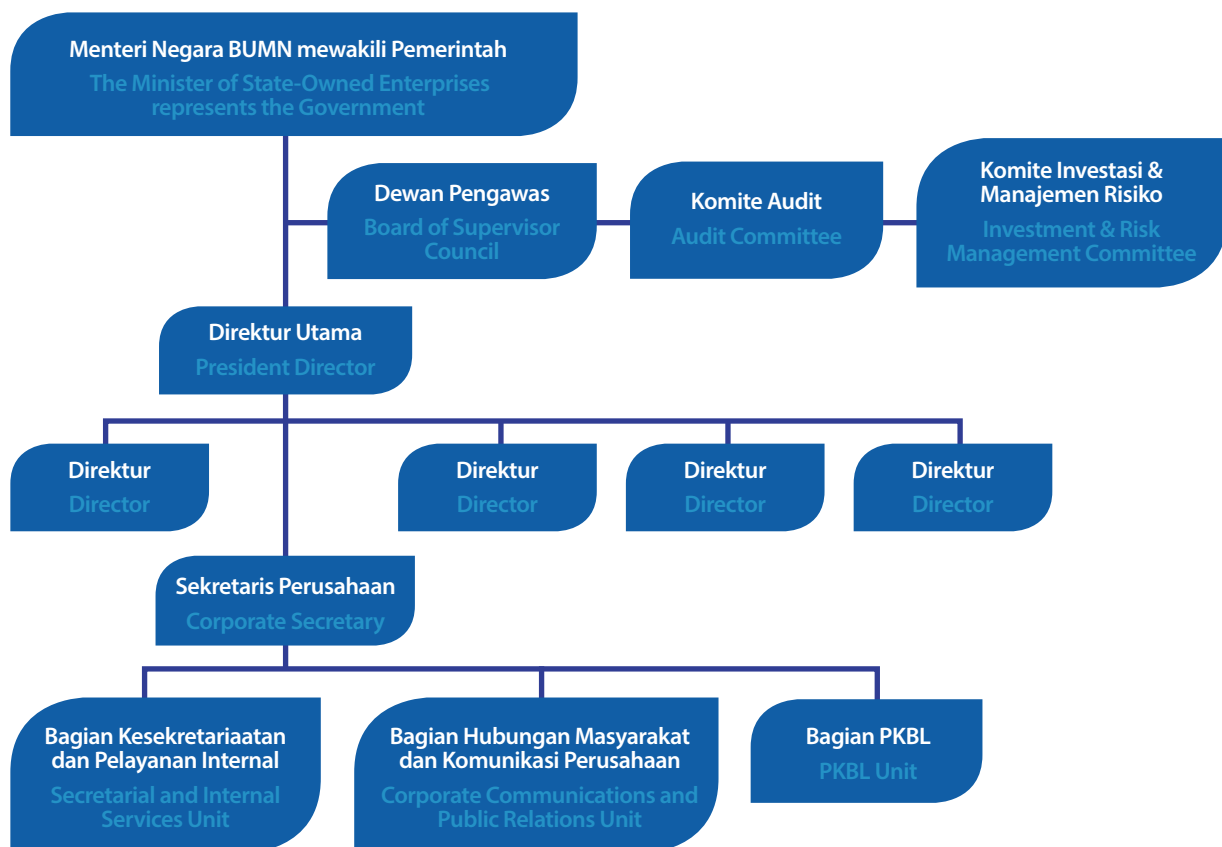 Menteri Negara BUMN mewakili Pemerintah
The Minister of State-Owned Enterprises
represents the Government
Dewan Pengawas
Board of Supervisor
Council
Komite Audit
Audit Committee
Komite Investasi &
Manajemen Risiko
Investment & Risk
Management Committee
Direktur Utama
President Director
Direktur
Director
Direktur
Director
Direktur
Director
Direktur
Director
Sekretaris Perusahaan
Corporate Secretary
Bagian Kesekretariaatan
dan Pelayanan Internal
Secretarial and Internal
Services Unit
Bagian Hubungan Masyarakat
dan Komunikasi Perusahaan
Corporate Communications and
Public Relations Unit
Bagian PKBL
PKBL Unit